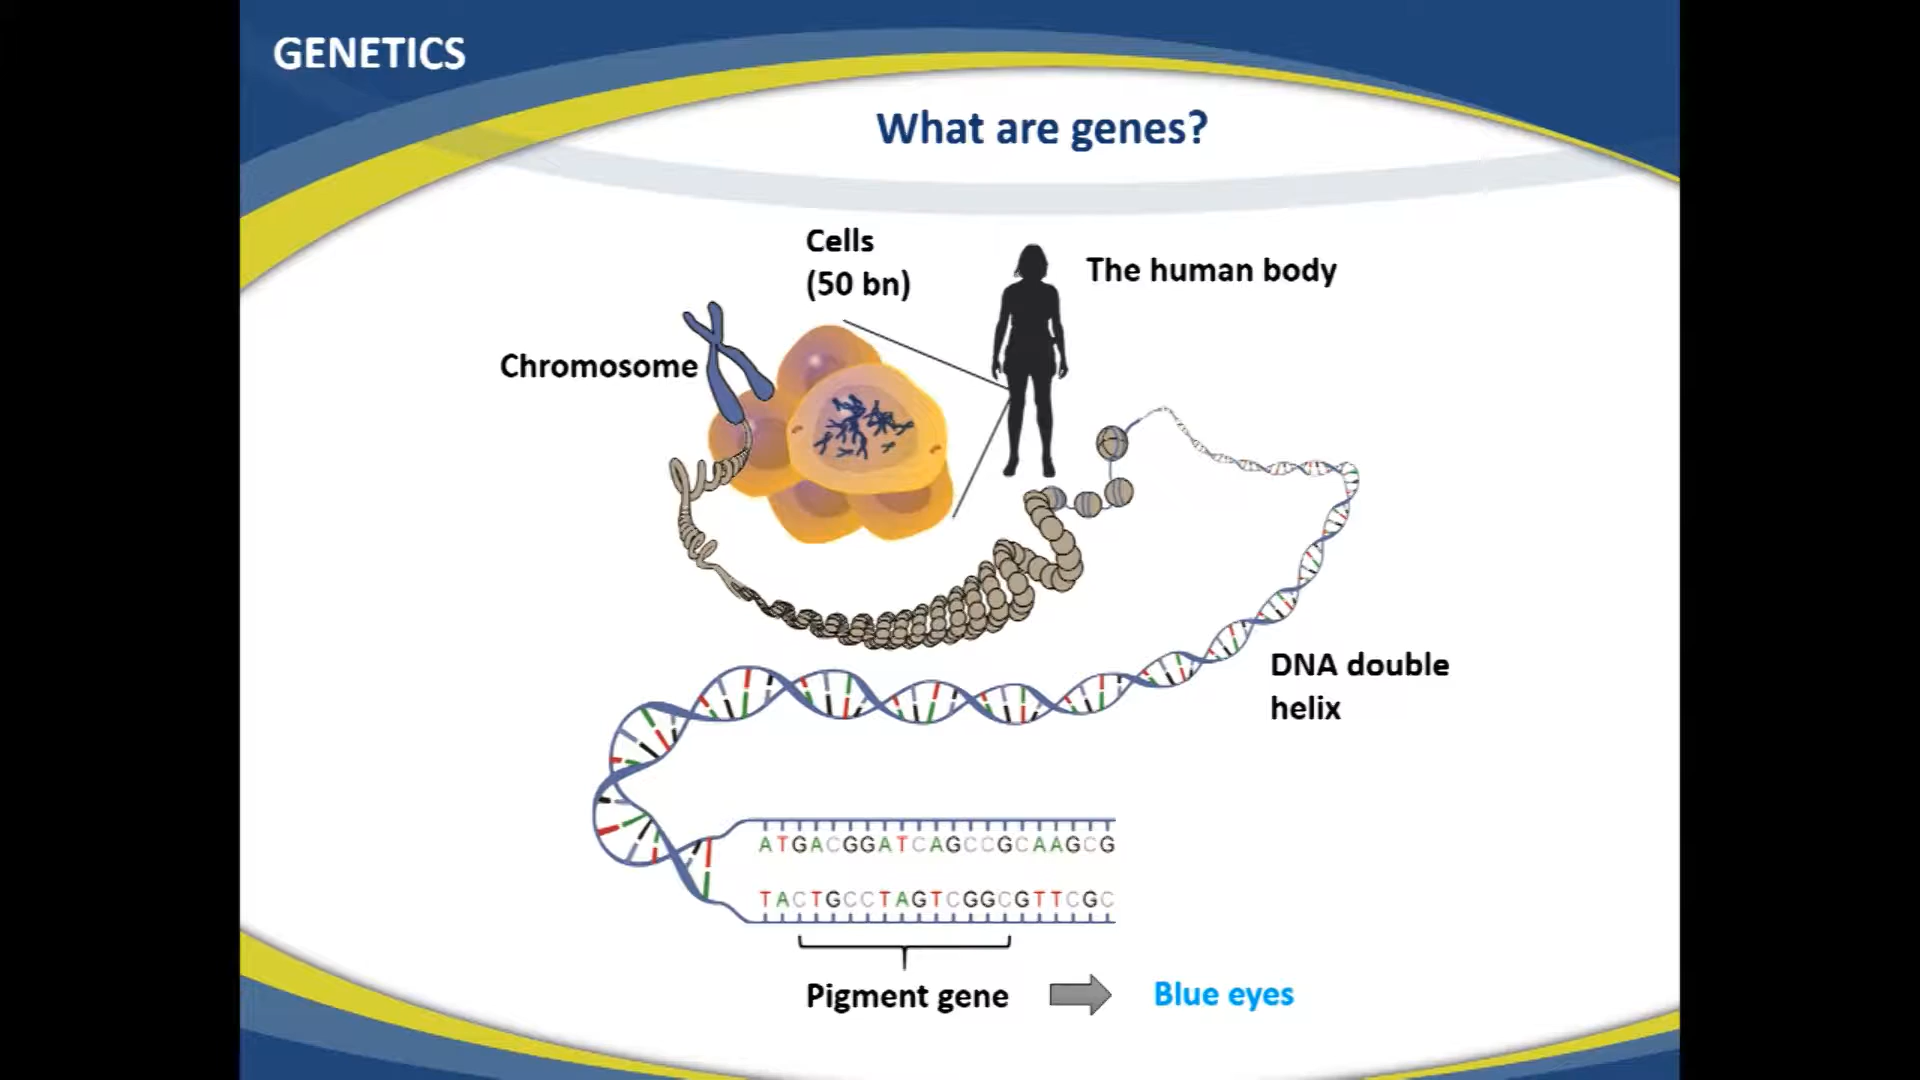 GENETICS
What are genes?
Cells
(50 bn)
The human body
Chromosome
DNA double
helix
ATGACGGATCAGCCGCAAGCG
TACTGCCTAGTCGGCGTTCGC
Pigment gene
Blue eyes